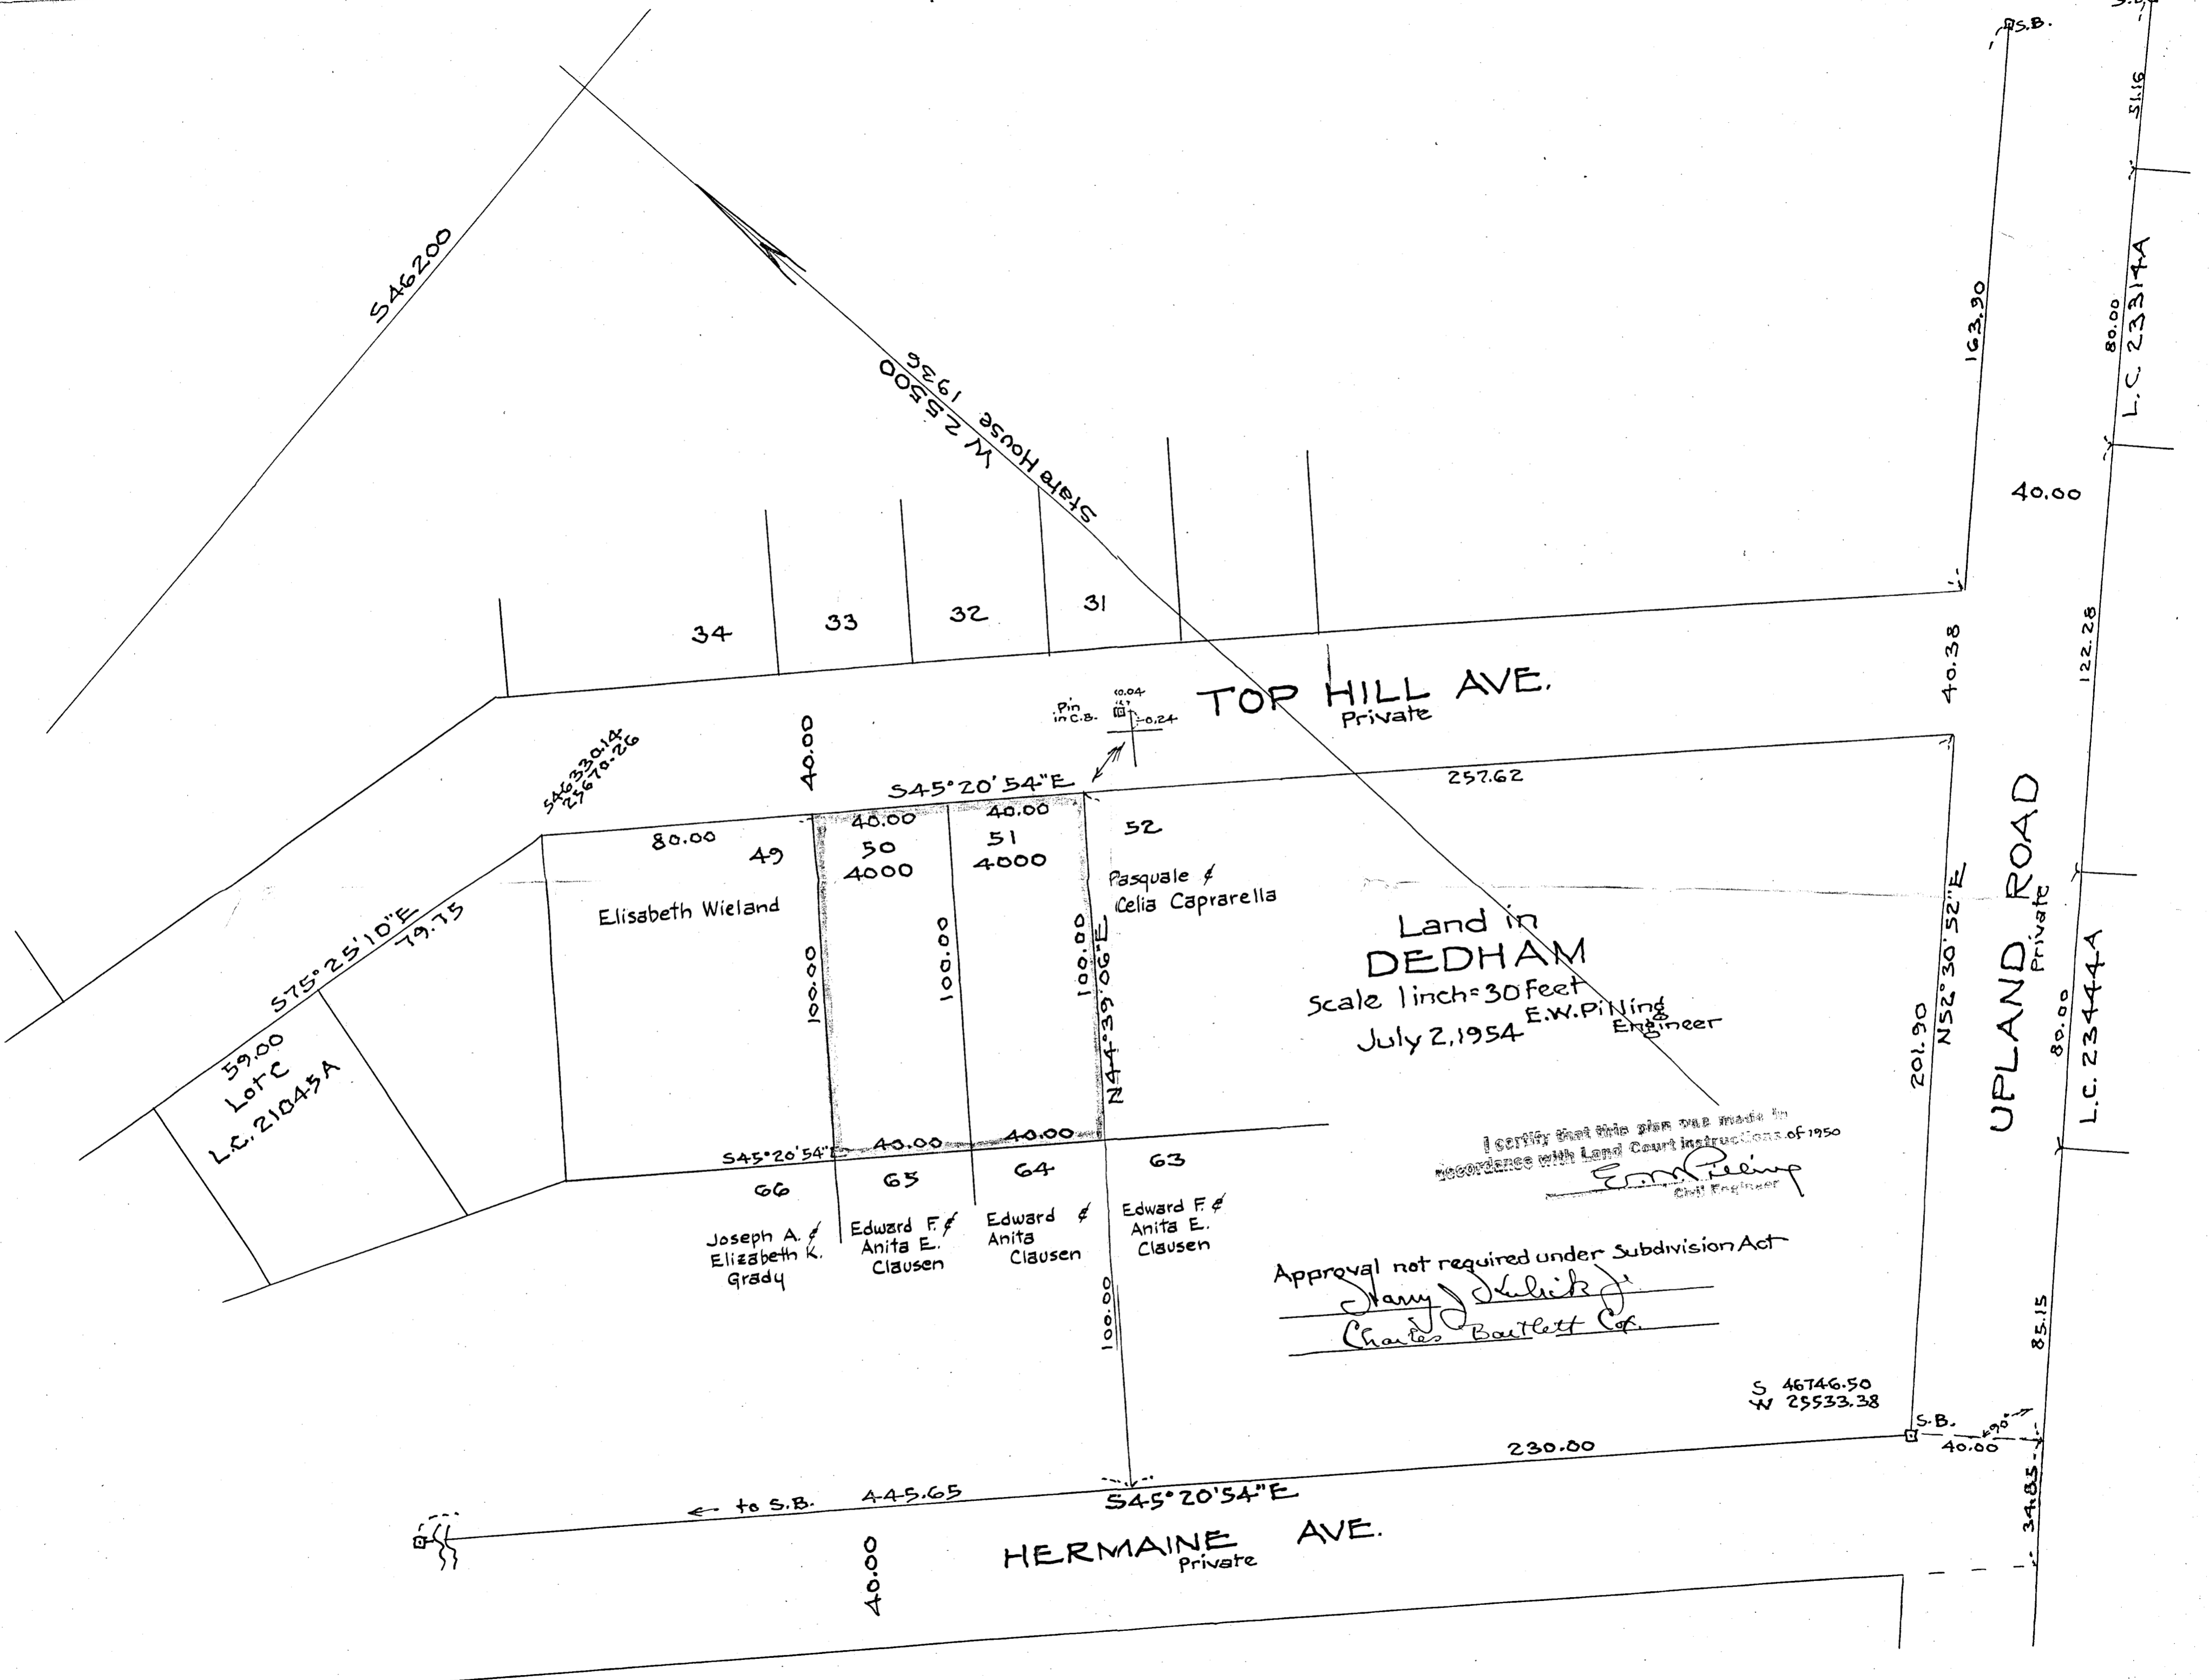 S.B.
51.16
S46200
163.90
80.00
L.C. 23314A
W 25500
State House 1936
40.00
34
33
32
31
122.28
40.38
TOP HILL AVE.
Private
Pin
in C.B.
0.04
0.24
S46330.14
25670.26
40.00
S45°20'54"E
257.62
80.00
49
40.00
50
4000
40.00
51
4000
52
Elisabeth Wieland
Pasquale &
Celia Caprarella
100.00
100.00
100.00
N44°39'06"E
S75°25'10"E
79.75
59.00
Lot C
L.C. 21045A
Land in
DEDHAM
Scale 1inch=30Feet
July 2,1954
E.W.Pilling
Engineer
201.90
N52°30'52"E
UPLAND ROAD
Private
80.00
L.C. 23444A
S45°20'54"E
40.00
40.00
66
65
64
63
Joseph A. &
Elizabeth K.
Grady
Edward F. &
Anita E.
Clausen
Edward &
Anita
Clausen
Edward F. &
Anita E.
Clausen
100.00
I certify that this plan was made in
accordance with Land Court Instructions of 1950
E.W. Pilling
Civil Engineer
Approval not required under Subdivision Act
Charles Bartlett Cox.
85.15
S 46746.50
W 25533.38
S.B.
90°
40.00
34.85
230.00
← to S.B. 445.65
S45°20'54"E
HERMAINE AVE.
Private
40.00